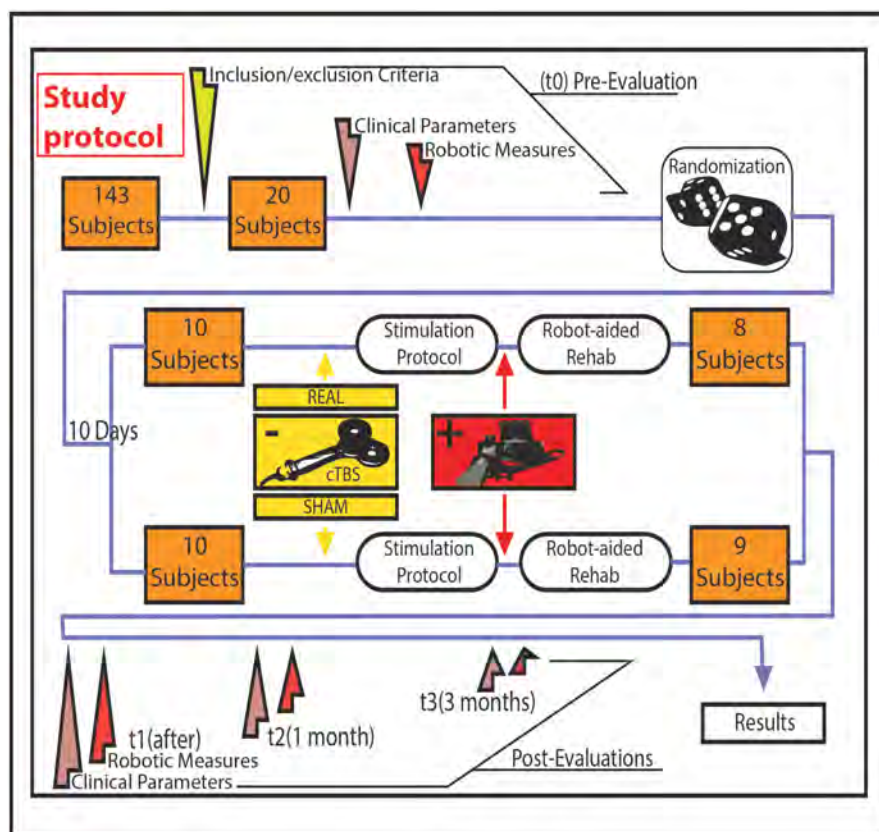 Study
protocol
Inclusion/exclusion Criteria
(t0) Pre-Evaluation
Clinical Parameters
Robotic Measures
Randomization
143
Subjects
20
Subjects
10
Subjects
Stimulation
Protocol
Robot-aided
Rehab
8
Subjects
10 Days
REAL
-
cTBS
+
SHAM
10
Subjects
Stimulation
Protocol
Robot-aided
Rehab
9
Subjects
t1(after)
t2(1 month)
t3(3 months)
Robotic Measures
Clinical Parameters
Post-Evaluations
Results